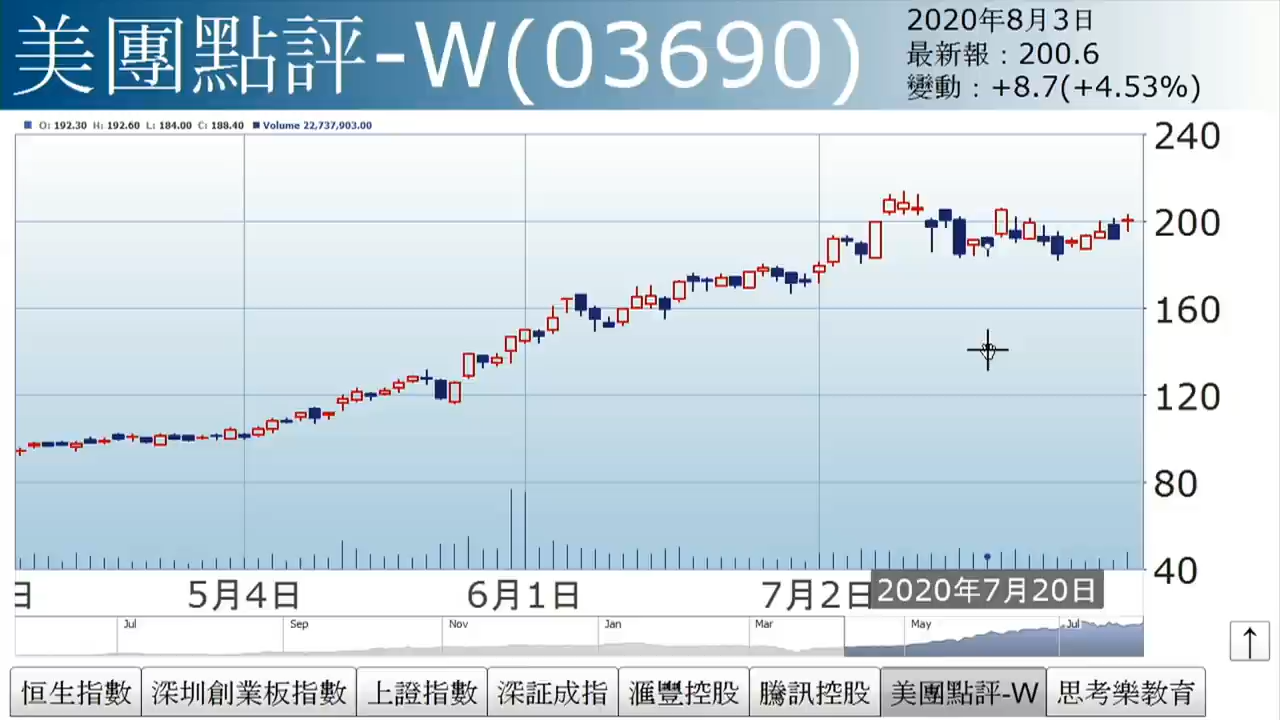 美團點評-W(03690)
2020年8月3日
最新報：200.6
變動：+8.7(+4.53%)
O: 192.30 H: 192.60 L: 184.00 C: 188.40 Volume 22,737,903.00
240
200
160
120
80
40
日 5月4日 6月1日 7月2日 2020年7月20日
Jul Sep Nov Jan Mar May Jul
↑
恒生指數 深圳創業板指數 上證指數 深証成指 滙豐控股 騰訊控股 美團點評-W 思考樂教育